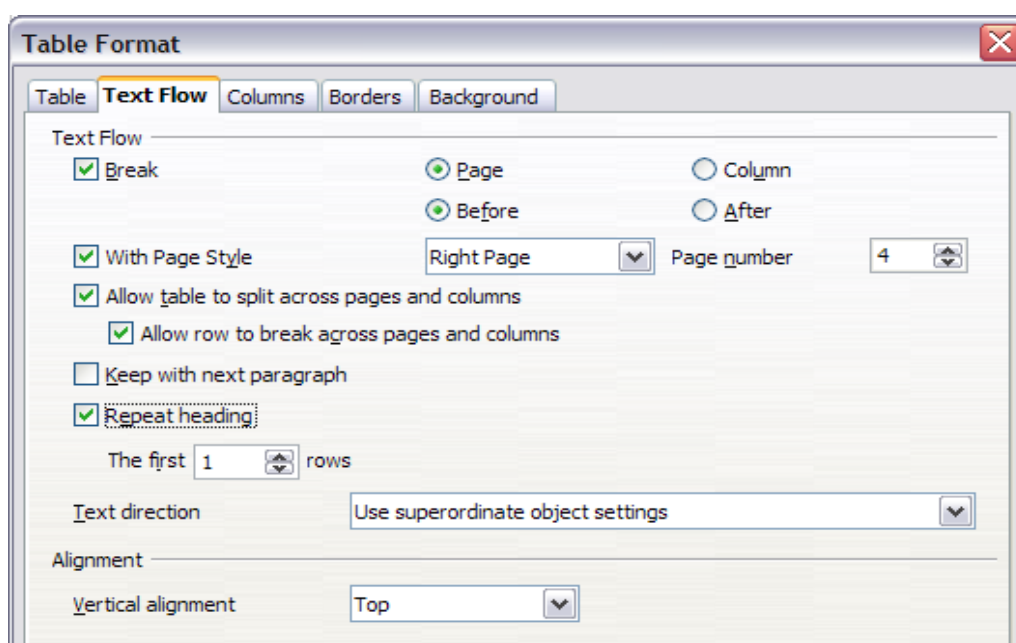 Table Format
Table Text Flow Columns Borders Background
Text Flow
Break Page Column
Before After
With Page Style Right Page Page number 4
Allow table to split across pages and columns
Allow row to break across pages and columns
Keep with next paragraph
Repeat heading
The first 1 rows
Text direction Use superordinate object settings
Alignment
Vertical alignment Top